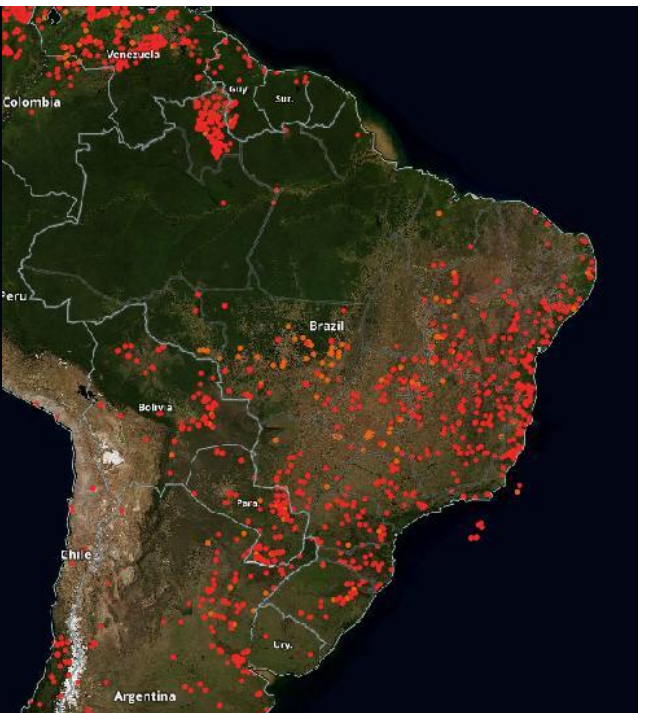 Venezuela
Guy
Sur.
Colombia
Peru
Brazil
Bolivia
Para.
Chile
Ury.
Argentina